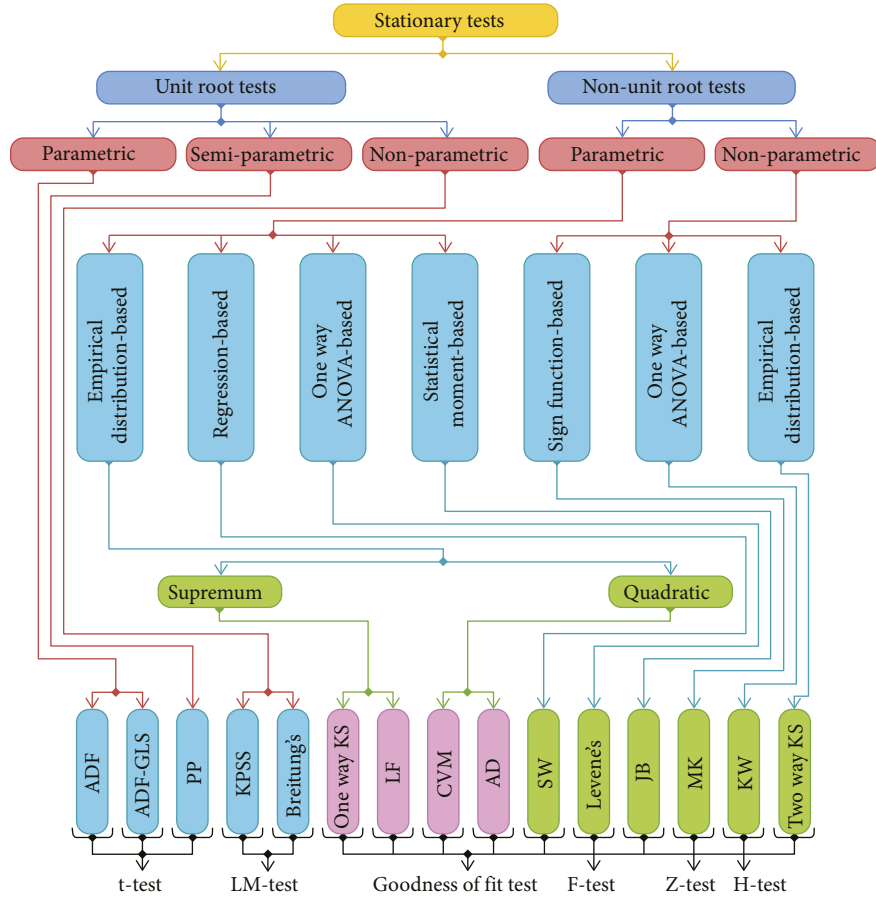 Stationary tests
Unit root tests
Non-unit root tests
Parametric
Semi-parametric
Non-parametric
Parametric
Non-parametric
Empirical
distribution-based
Regression-based
One way
ANOVA-based
Statistical
moment-based
Sign function-based
One way
ANOVA-based
Empirical
distribution-based
Supremum
Quadratic
ADF
ADF-GLS
PP
KPSS
Breitung's
One way KS
LF
CVM
AD
SW
Levene's
JB
MK
KW
Two way KS
t-test
LM-test
Goodness of fit test
F-test
Z-test
H-test